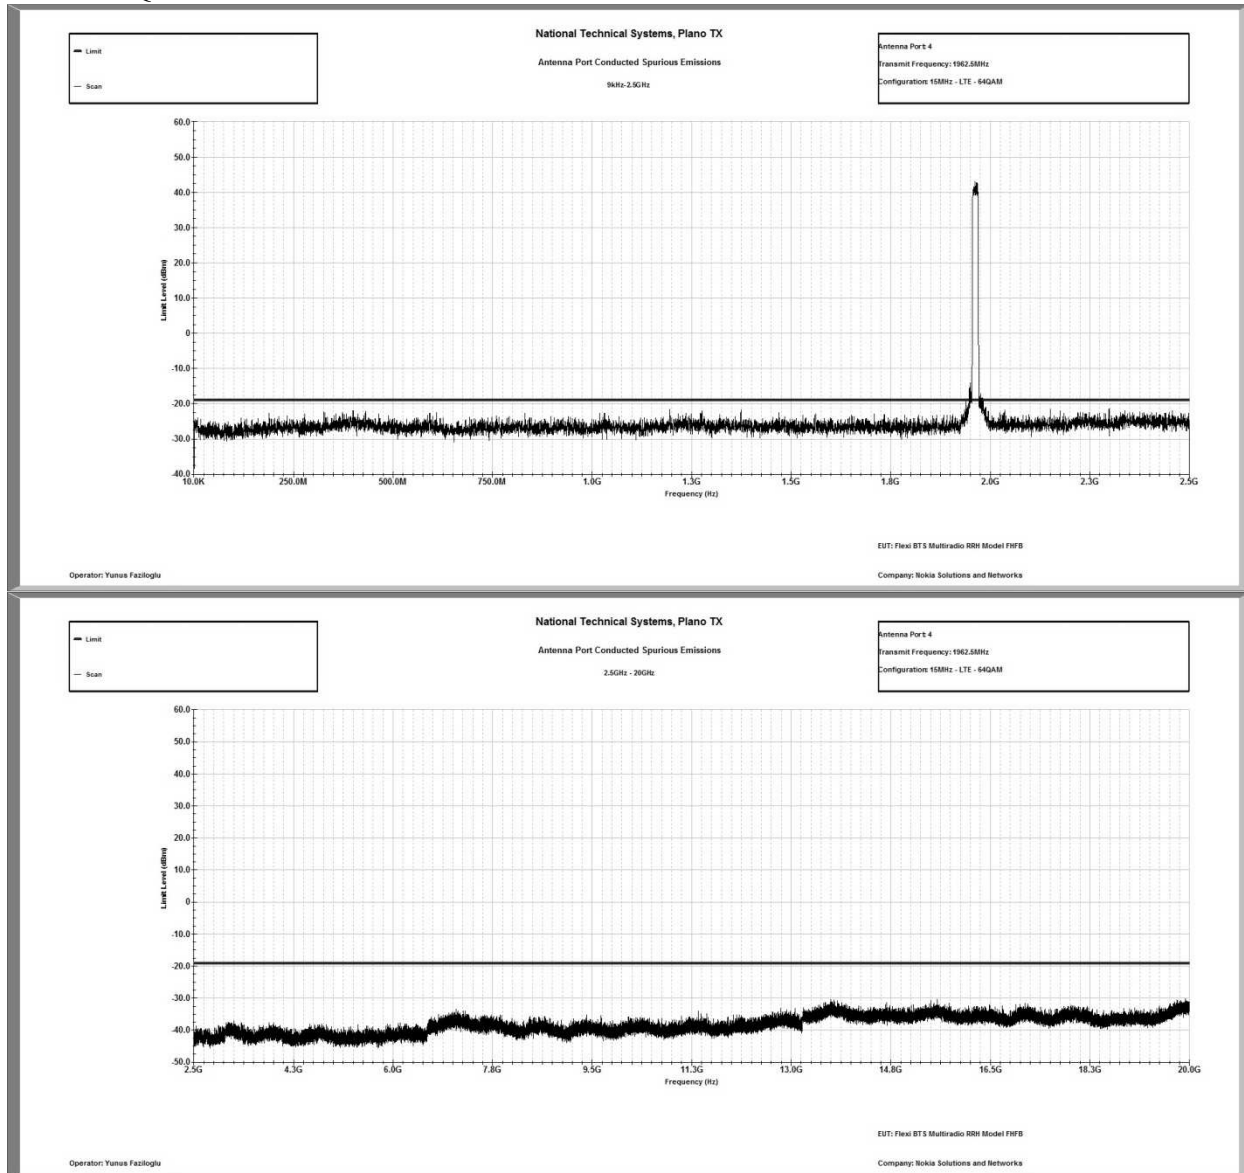 National Technical Systems, Plano TX
Limit
Antenna Port 4
Antenna Port Conducted Spurious Emissions
Transmit Frequency: 1962.5MHz
Scan
9kHz-2.5GHz
Configuration: 15MHz - LTE - 64QAM
60.0
50.0
40.0
30.0
20.0
10.0
0
-10.0
-20.0
-30.0
-40.0
Limit Level (dBm)
10.0K 250.0M 500.0M 750.0M 1.0G 1.3G 1.5G 1.8G 2.0G 2.3G 2.5G
Frequency (Hz)
EUT: Flexi BTS Multiradio RRH Model FHFB
Operator: Yunus Faziloglu
Company: Nokia Solutions and Networks
National Technical Systems, Plano TX
Limit
Antenna Port 4
Antenna Port Conducted Spurious Emissions
Transmit Frequency: 1962.5MHz
Scan
2.5GHz - 20GHz
Configuration: 15MHz - LTE - 64QAM
60.0
50.0
40.0
30.0
20.0
10.0
0
-10.0
-20.0
-30.0
-40.0
-50.0
Limit Level (dBm)
2.5G 4.3G 6.0G 7.8G 9.5G 11.3G 13.0G 14.8G 16.5G 18.3G 20.0G
Frequency (Hz)
EUT: Flexi BTS Multiradio RRH Model FHFB
Operator: Yunus Faziloglu
Company: Nokia Solutions and Networks